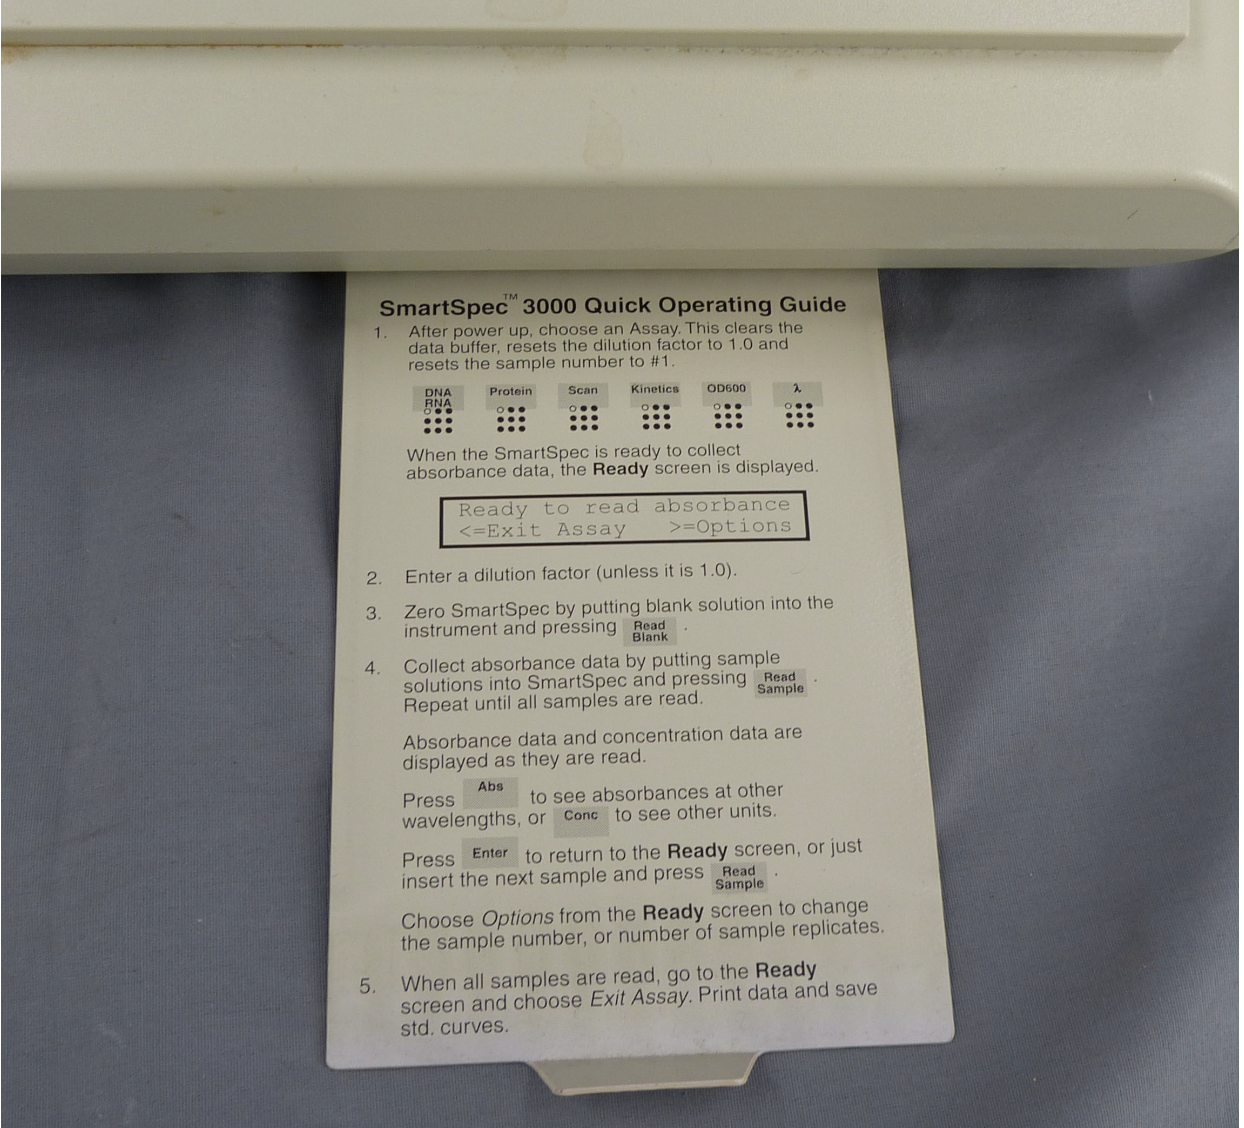 SmartSpec™ 3000 Quick Operating Guide
1. After power up, choose an Assay. This clears the
data buffer, resets the dilution factor to 1.0 and
resets the sample number to #1.
DNA RNA Protein Scan Kinetics OD600 λ
When the SmartSpec is ready to collect
absorbance data, the Ready screen is displayed.
Ready to read absorbance
<=Exit Assay >=Options
2. Enter a dilution factor (unless it is 1.0).
3. Zero SmartSpec by putting blank solution into the
instrument and pressing Read Blank .
4. Collect absorbance data by putting sample
solutions into SmartSpec and pressing Read Sample .
Repeat until all samples are read.
Absorbance data and concentration data are
displayed as they are read.
Press Abs to see absorbances at other
wavelengths, or Conc to see other units.
Press Enter to return to the Ready screen, or just
insert the next sample and press Read Sample .
Choose Options from the Ready screen to change
the sample number, or number of sample replicates.
5. When all samples are read, go to the Ready
screen and choose Exit Assay. Print data and save
std. curves.